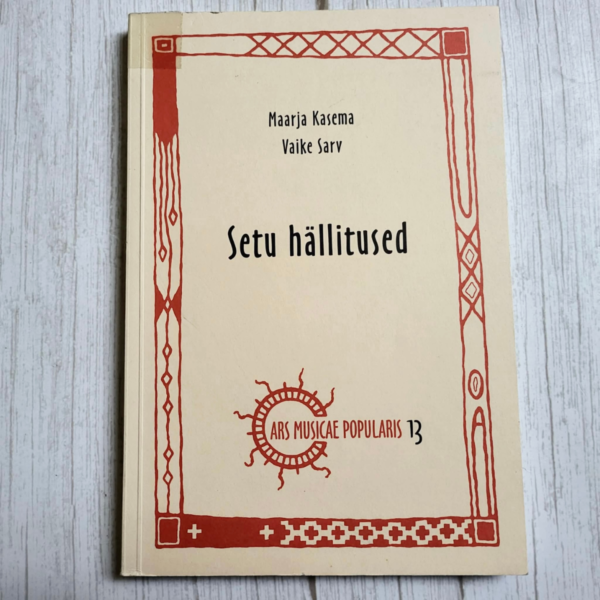 Maarja Kasema
Vaike Sarv
Setu hällitused
ARS MUSICAE POPULARIS 13